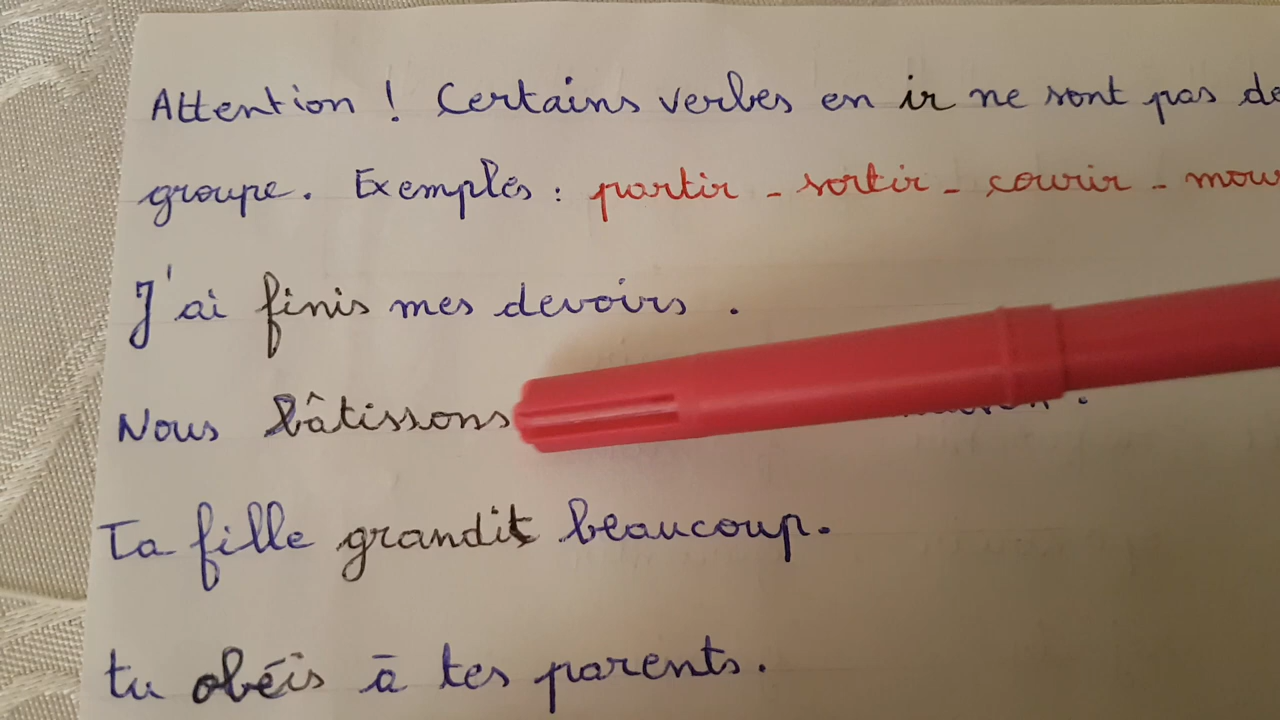 Attention ! Certains verbes en ir ne sont pas de
groupe. Exemples : partir - sortir - courir -
J'ai finis mes devoirs .
Nous bâtissons .
Ta fille grandit beaucoup.
tu obéis à tes parents.